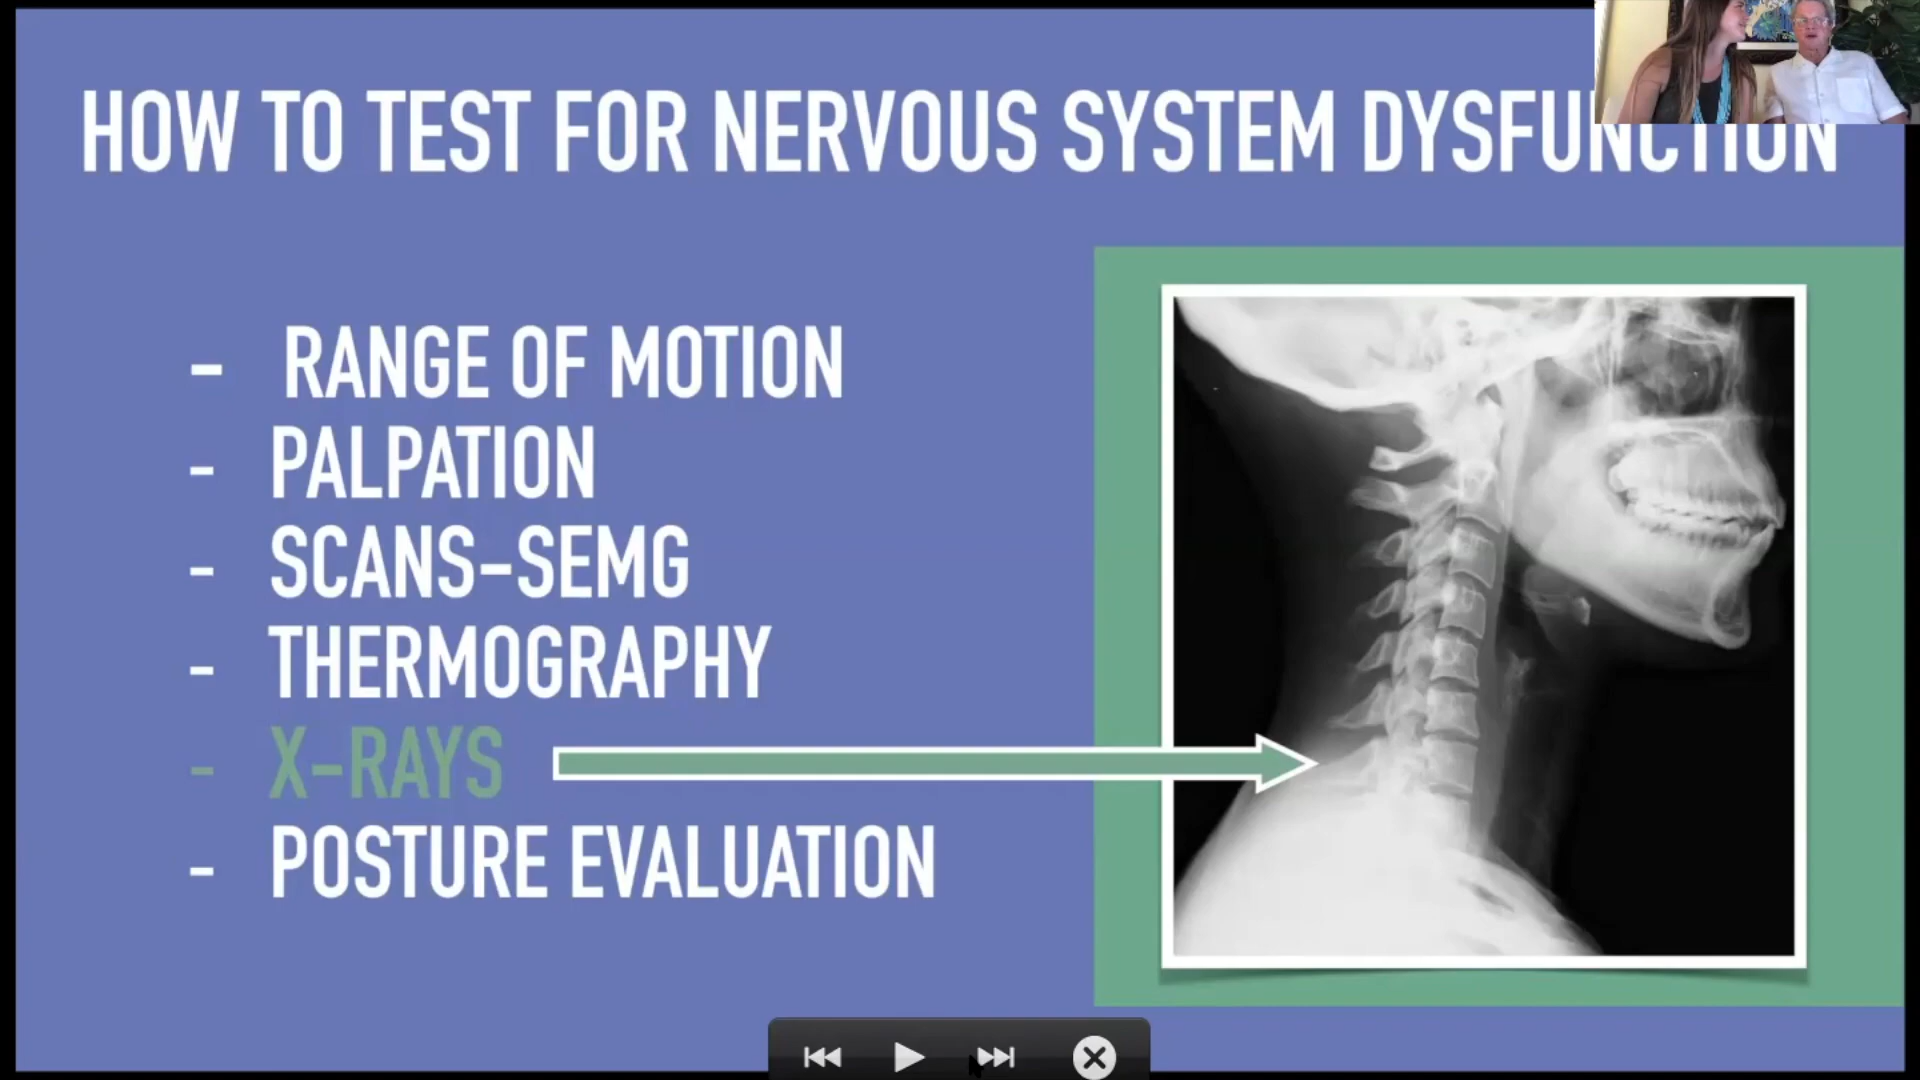 HOW TO TEST FOR NERVOUS SYSTEM DYSFUNCTION
- RANGE OF MOTION
- PALPATION
- SCANS-SEMG
- THERMOGRAPHY
- X-RAYS
- POSTURE EVALUATION